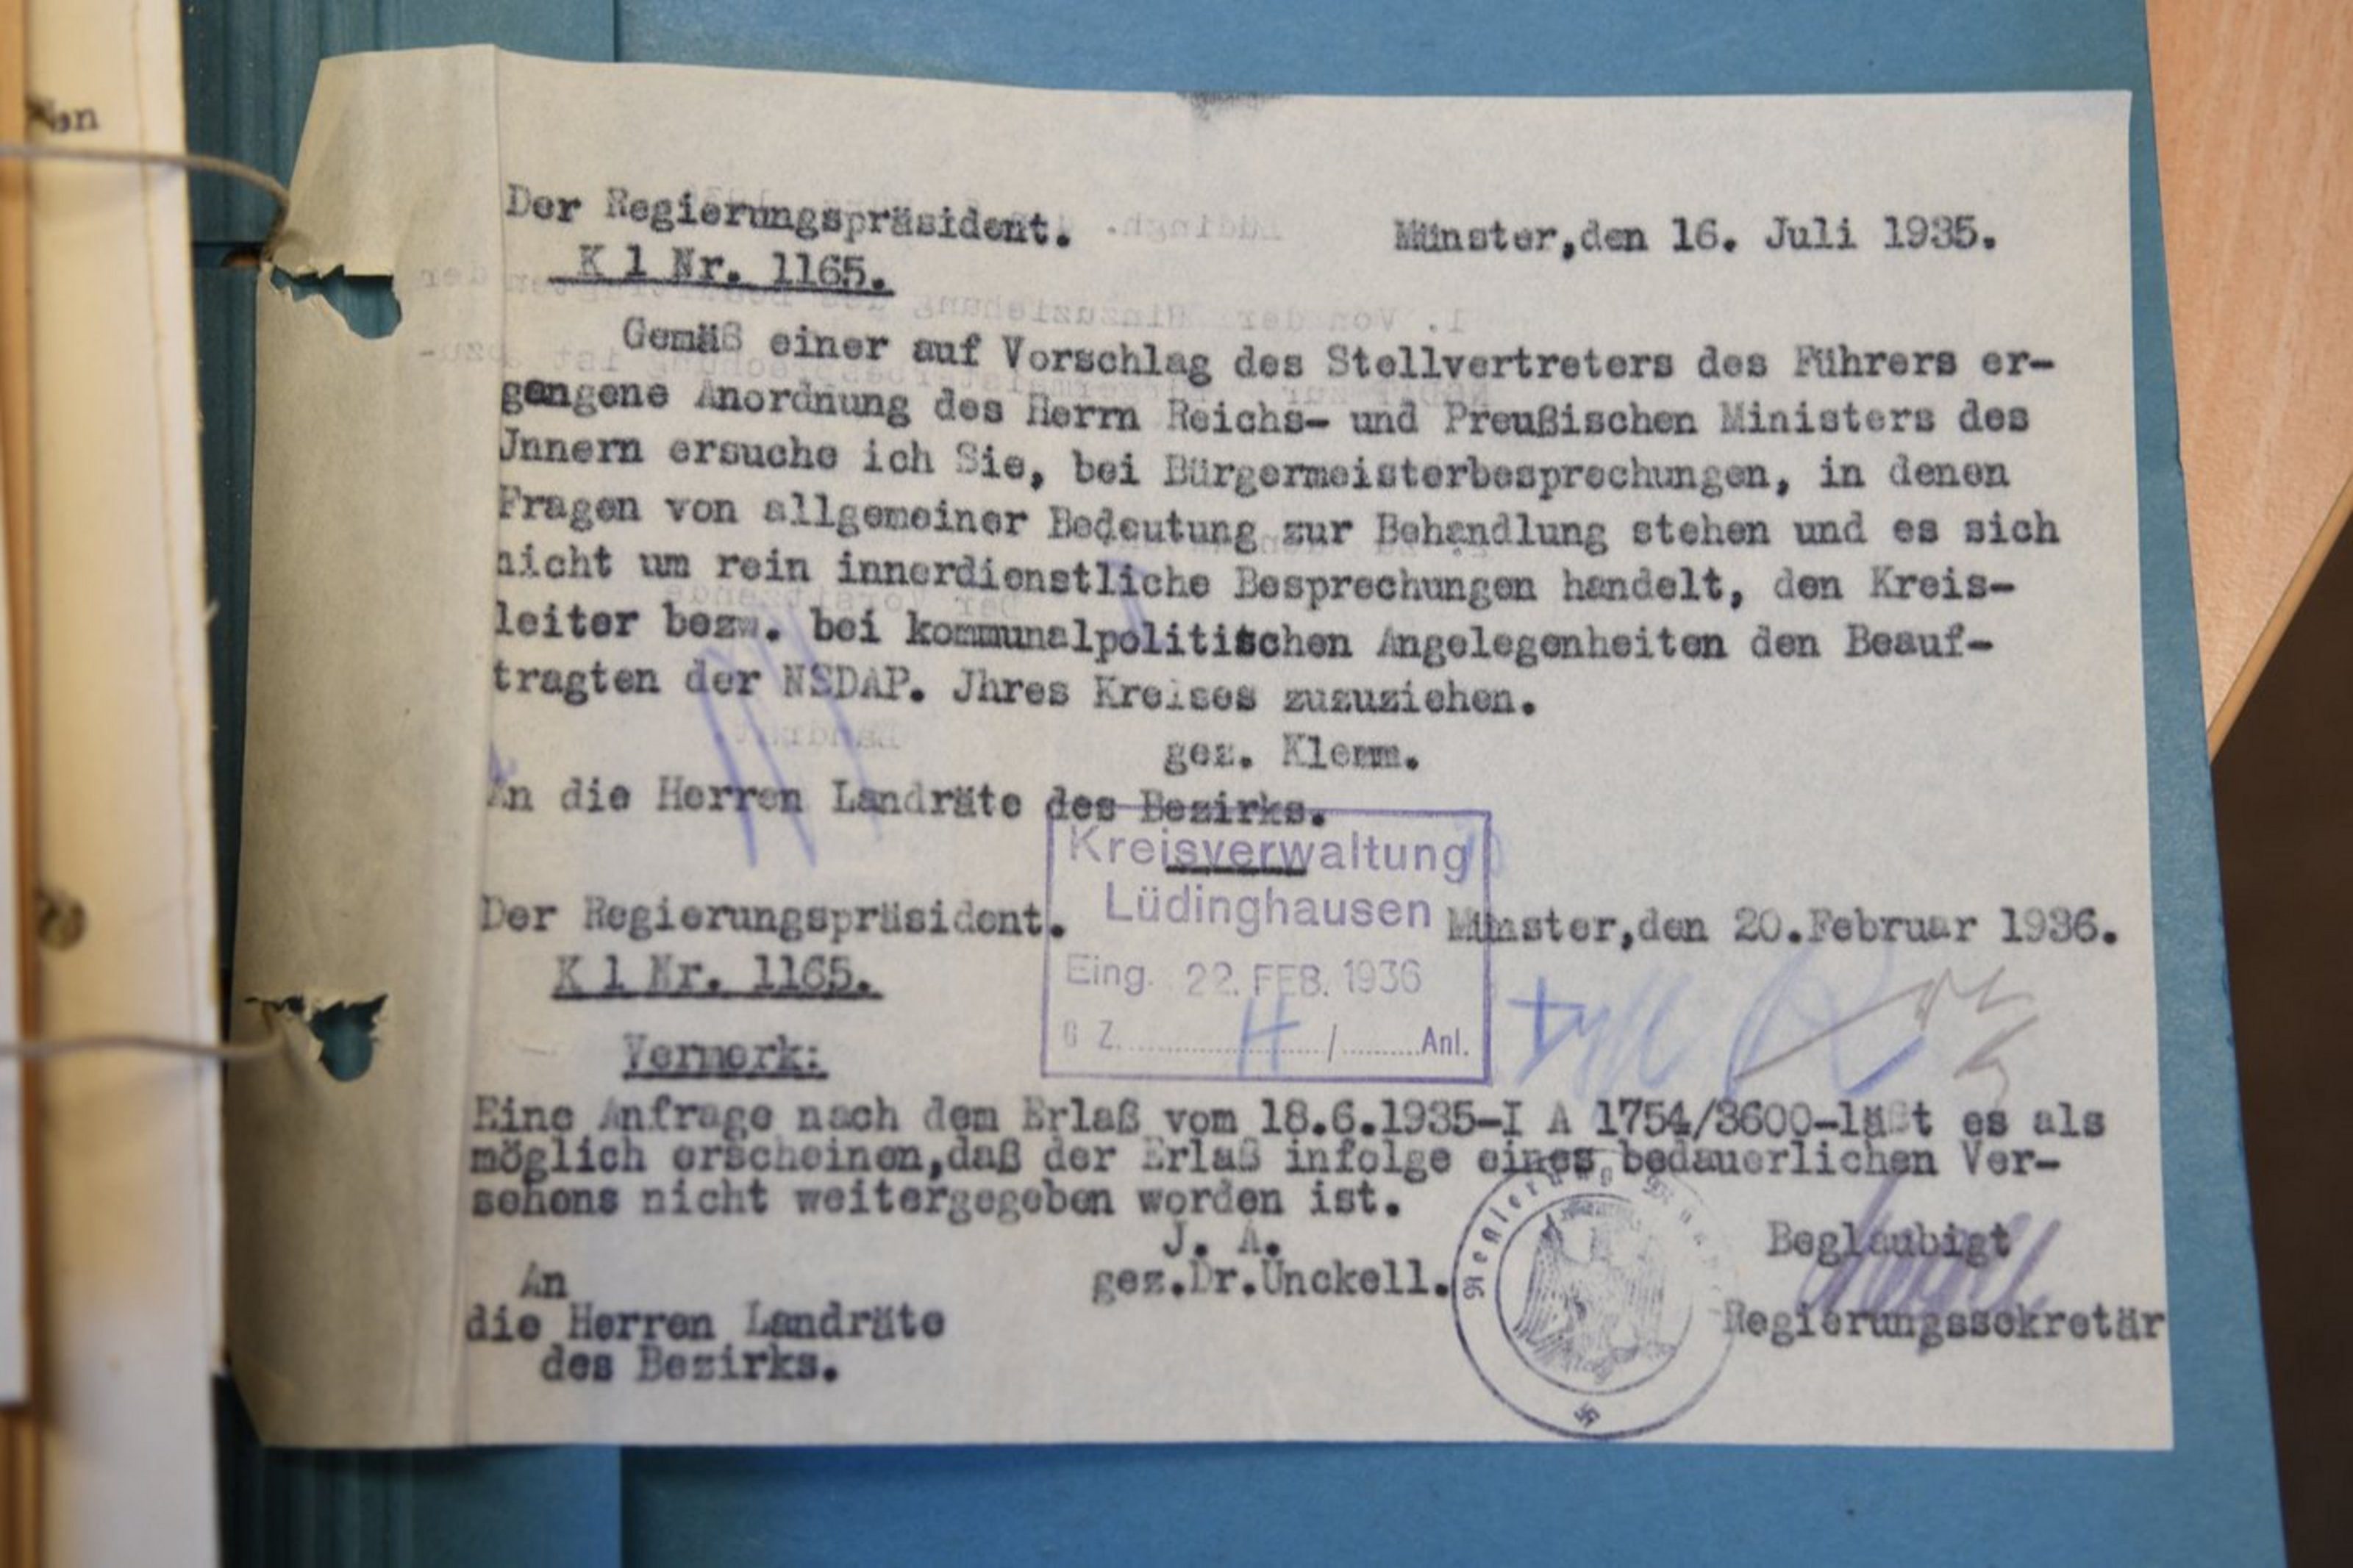 en
Der Regierungspräsident.
Münster,den 16. Juli 1935.
K 1 Nr. 1165.
Gemäß einer auf Vorschlag des Stellvertreters des Führers er-
gangene Anordnung des Herrn Reichs- und Preußischen Ministers des
Jnnern ersuche ich Sie, bei Bürgermeisterbesprechungen, in denen
Fragen von allgemeiner Bedeutung zur Behandlung stehen und es sich
nicht um rein innerdienstliche Besprechungen handelt, den Kreis-
leiter bezw. bei kommunalpolitischen Angelegenheiten den Beauf-
tragten der NSDAP. Jhres Kreises zuzuziehen.
gez. Klemm.
An die Herren Landräte des Bezirks.
Kreisverwaltung
Lüdinghausen
Eing. 22. FEB. 1936
G Z. H / Anl.
Der Regierungspräsident.
Münster,den 20.Februar 1936.
K 1 Nr. 1165.
Vermerk:
Eine Anfrage nach dem Erlaß vom 18.6.1935-I A 1754/3600-läßt es als
möglich erscheinen,daß der Erlaß infolge eines bedauerlichen Ver-
sehens nicht weitergegeben worden ist.
J. A.
gez.Dr.Unckell.
An
die Herren Landräte
des Bezirks.
Regierung
Beglaubigt
Regierungssekretär